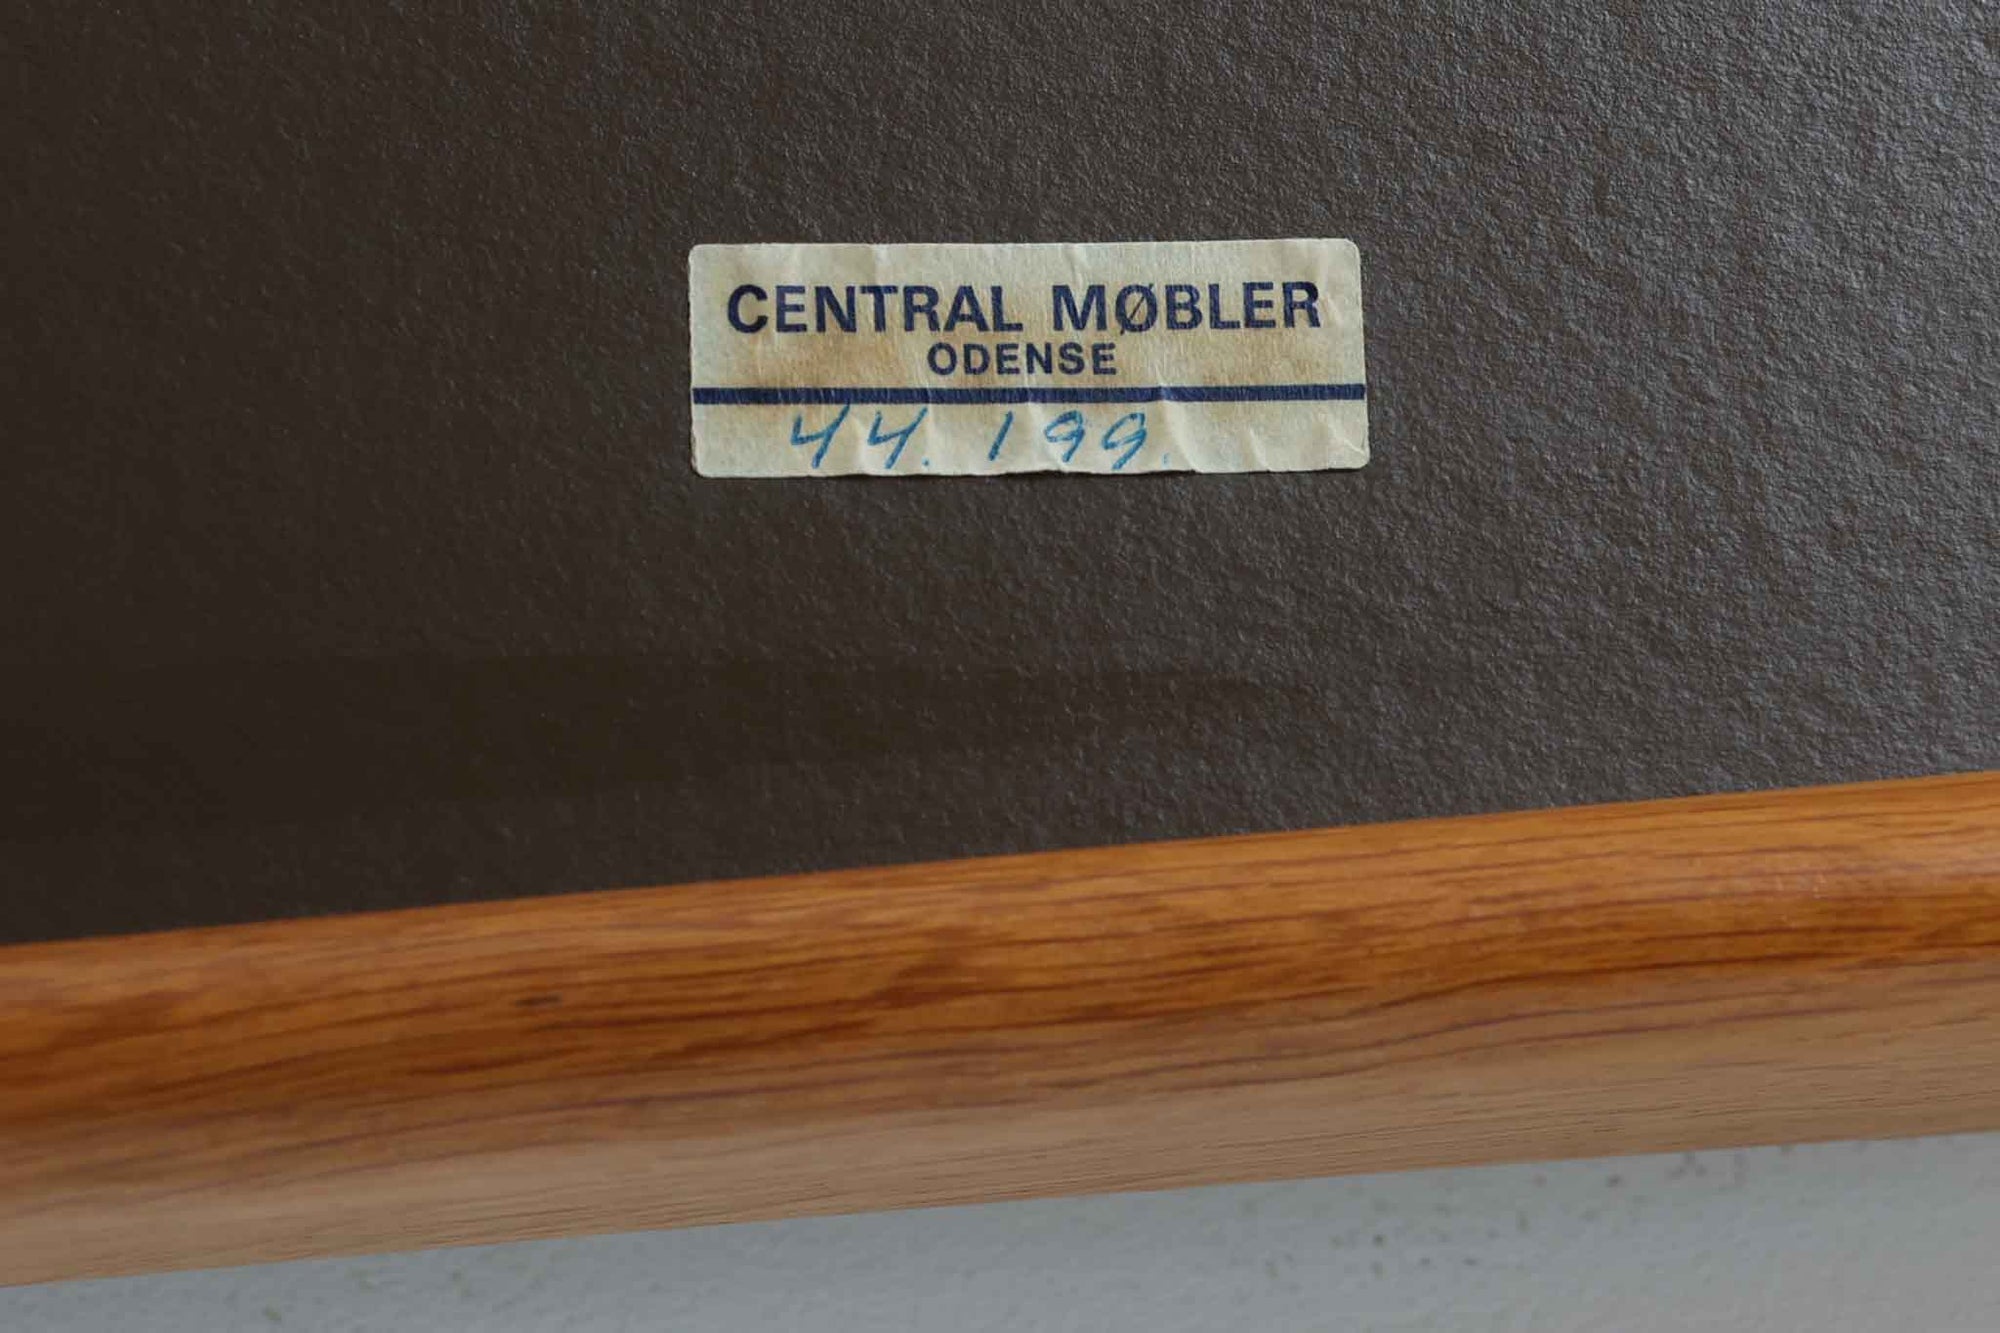 CENTRAL MØBLER
ODENSE
44. 199.